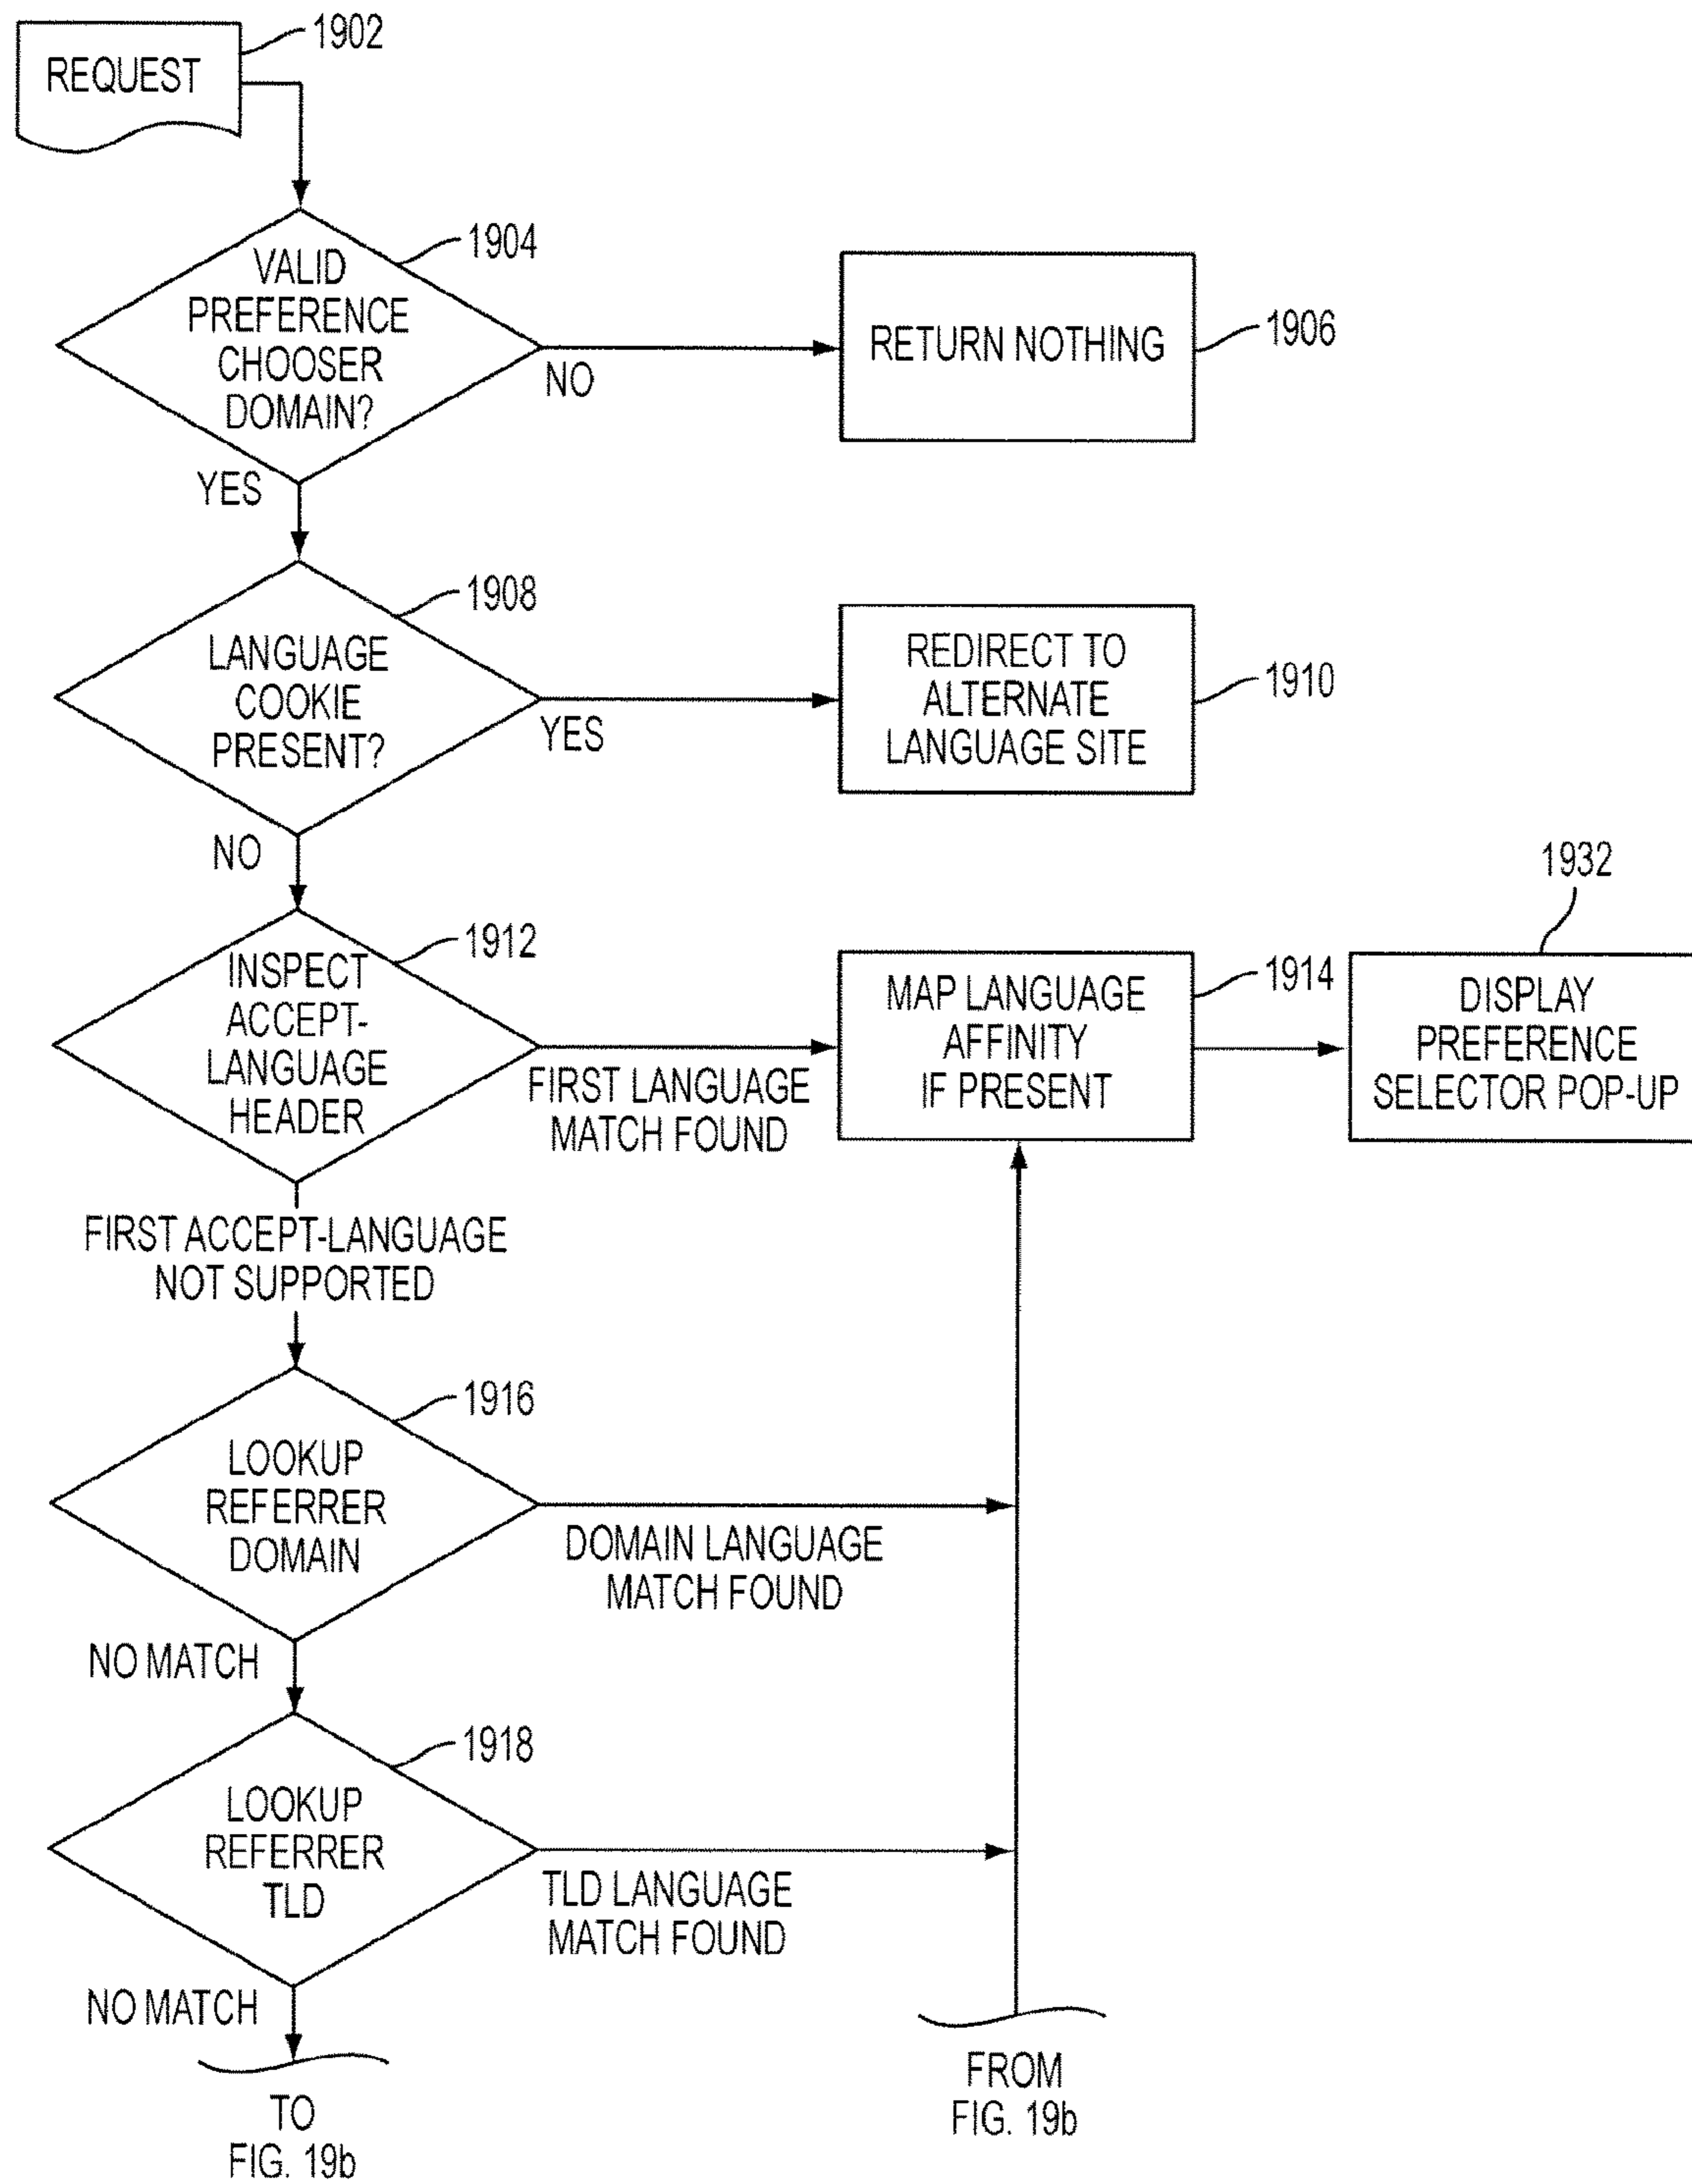 1902
REQUEST
1904
VALID
PREFERENCE
CHOOSER
DOMAIN?
NO
YES
RETURN NOTHING
1906
1908
LANGUAGE
COOKIE
PRESENT?
YES
NO
REDIRECT TO
ALTERNATE
LANGUAGE SITE
1910
1912
INSPECT
ACCEPT-
LANGUAGE
HEADER
FIRST LANGUAGE
MATCH FOUND
MAP LANGUAGE
AFFINITY
IF PRESENT
1914
1932
DISPLAY
PREFERENCE
SELECTOR POP-UP
FIRST ACCEPT-LANGUAGE
NOT SUPPORTED
1916
LOOKUP
REFERRER
DOMAIN
DOMAIN LANGUAGE
MATCH FOUND
NO MATCH
1918
LOOKUP
REFERRER
TLD
TLD LANGUAGE
MATCH FOUND
NO MATCH
TO
FIG. 19b
FROM
FIG. 19b